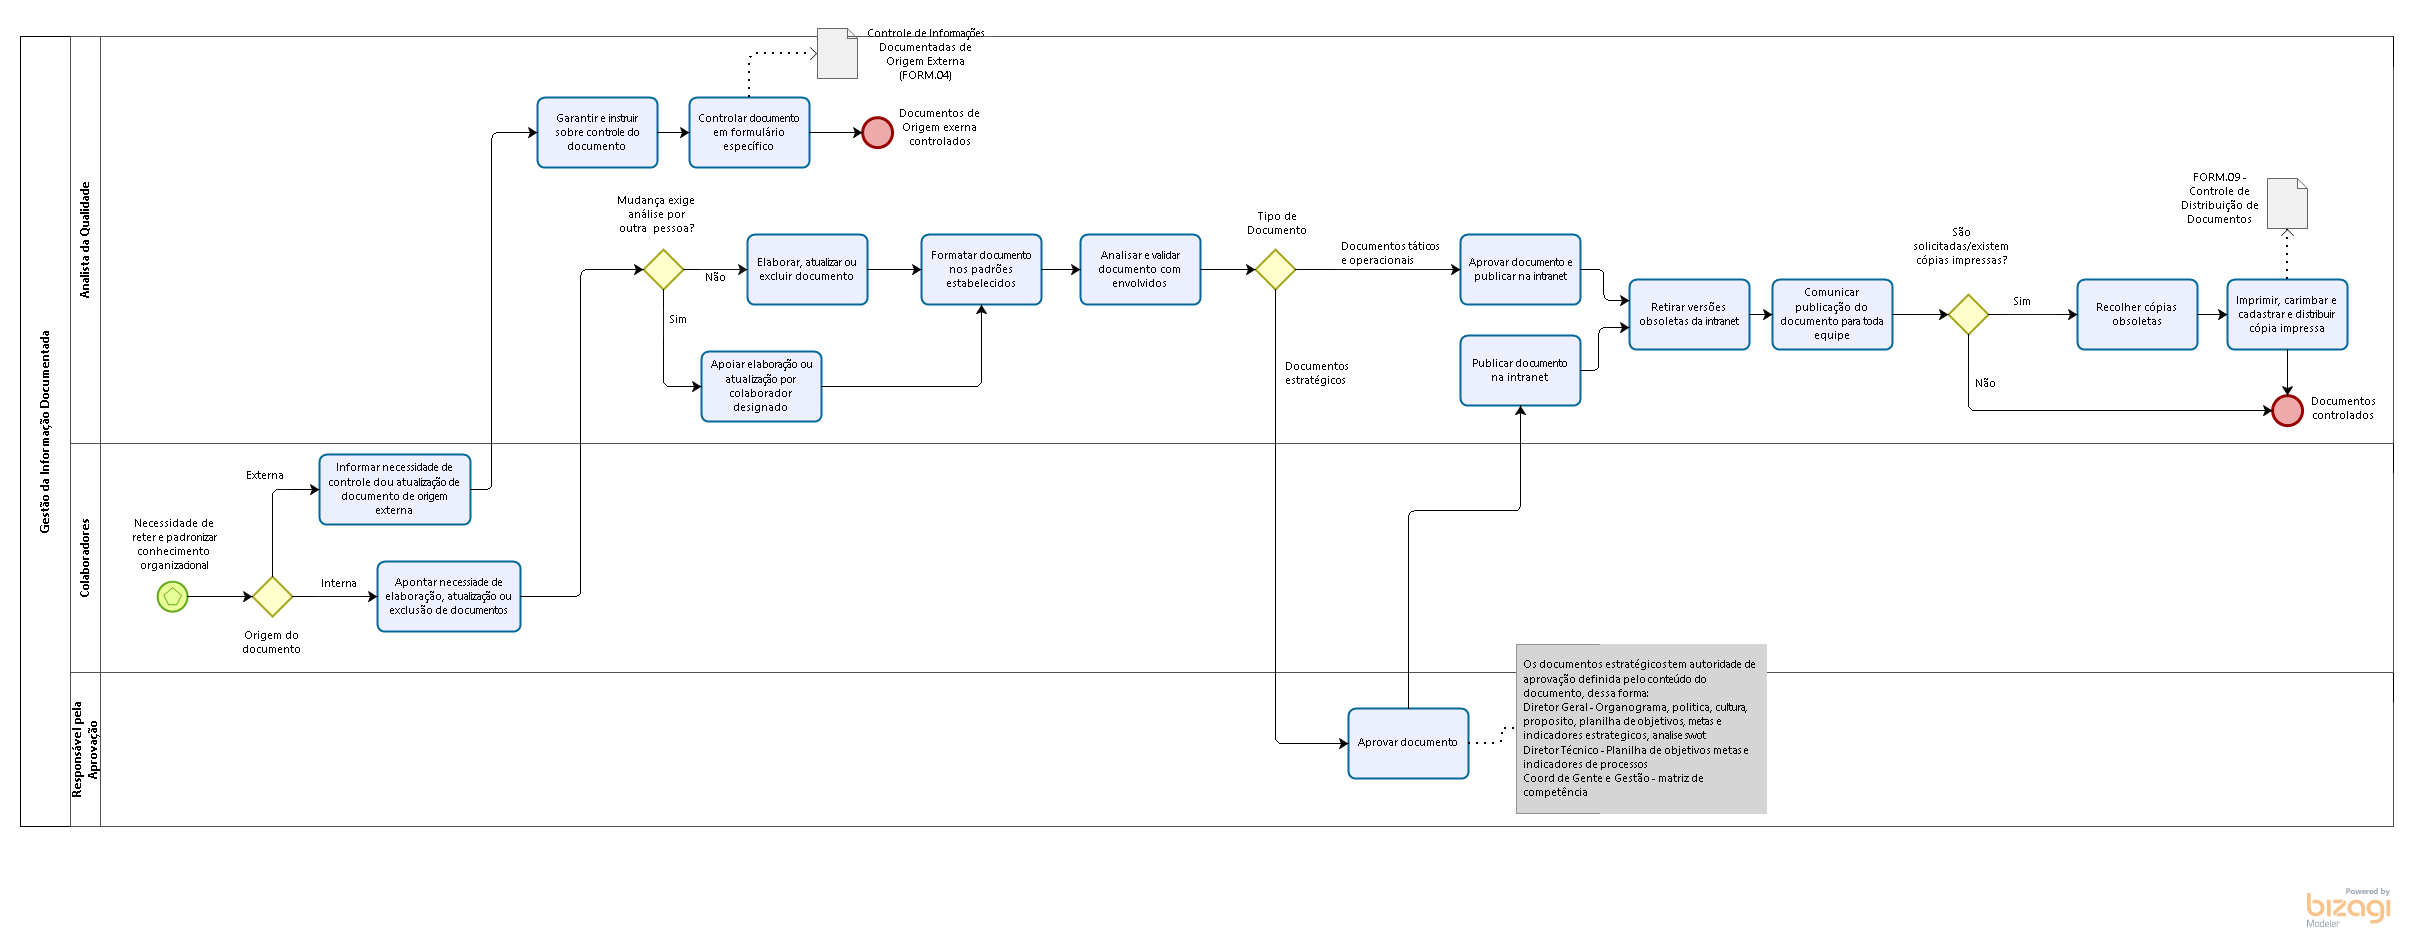 Gestão da Informação Documentada
Analista da Qualidade
Controle de Informações
Documentadas de
Origem Externa
(FORM.04)
Garantir e instruir
sobre controle do
documento
Controlar documento
em formulário
específico
Documentos de
Origem exerna
controlados
Mudança exige
análise por
outra pessoa?
Não
Sim
Elaborar, atualizar ou
excluir documento
Apoiar elaboração ou
atualização por
colaborador
designado
Formatar documento
nos padrões
estabelecidos
Analisar e validar
documento com
envolvidos
Tipo de
Documento
Documentos táticos
e operacionais
Documentos
estratégicos
Aprovar documento e
publicar na intranet
Publicar documento
na intranet
Retirar versões
obsoletas da intranet
Comunicar
publicação do
documento para toda
equipe
São
solicitadas/existem
cópias impressas?
Sim
Não
Recolher cópias
obsoletas
FORM.09 -
Controle de
Distribuição de
Documentos
Imprimir, carimbar e
cadastrar e distribuir
cópia impressa
Documentos
controlados
Colaboradores
Necessidade de
reter e padronizar
conhecimento
organizacional
Origem do
documento
Externa
Interna
Informar necessidade de
controle dou atualização de
documento de origem
externa
Apontar necessiade de
elaboração, atualização ou
exclusão de documentos
Responsável pela
Aprovação
Aprovar documento
Os documentos estratégicos tem autoridade de
aprovação definida pelo conteúdo do
documento, dessa forma:
Diretor Geral - Organograma, politica, cultura,
proposito, planilha de objetivos, metas e
indicadores estrategicos, analise swot
Diretor Técnico - Planilha de objetivos metas e
indicadores de processos
Coord de Gente e Gestão - matriz de
competência
Powered by
bizagi
Modeler